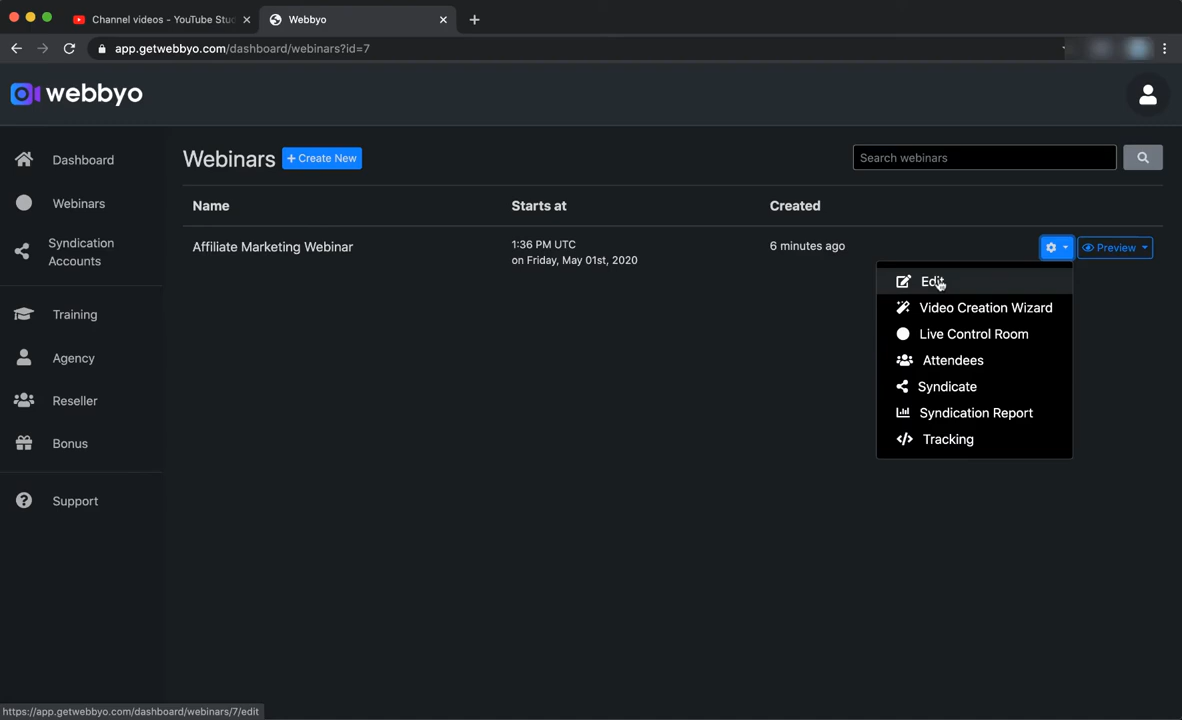 Channel videos - YouTube Stu
Webbyo
app.getwebbyo.com/dashboard/webinars?id=7
webbyo
Dashboard
Webinars
Syndication
Accounts
Training
Agency
Reseller
Bonus
Support
Webinars
+ Create New
Search webinars
Name
Starts at
Created
Affiliate Marketing Webinar
1:36 PM UTC
on Friday, May 01st, 2020
6 minutes ago
Preview
Edit
Video Creation Wizard
Live Control Room
Attendees
Syndicate
Syndication Report
Tracking
https://app.getwebbyo.com/dashboard/webinars/7/edit